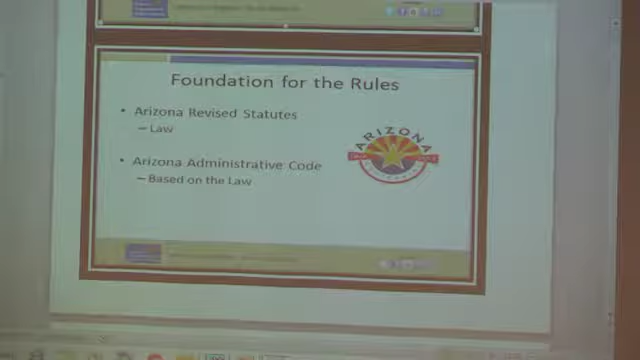 Foundation for the Rules
• Arizona Revised Statutes
– Law
• Arizona Administrative Code
– Based on the Law
ARIZONA